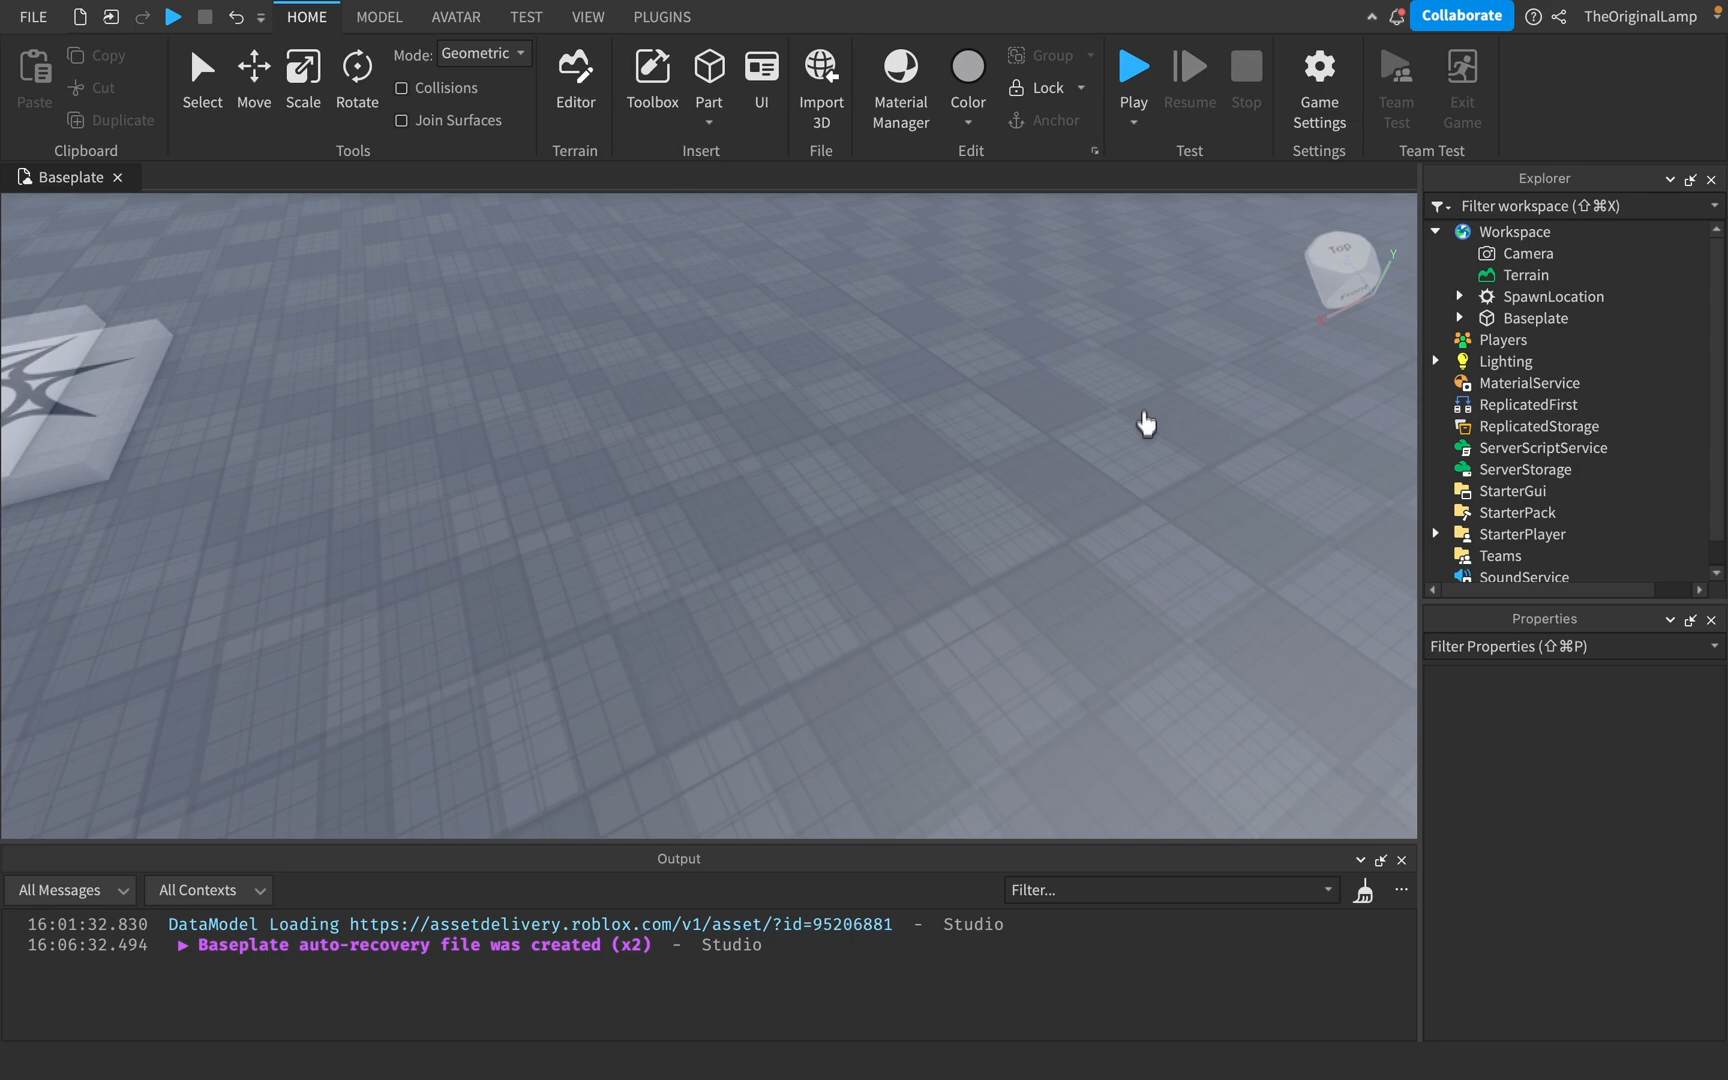 FILE HOME MODEL AVATAR TEST VIEW PLUGINS Collaborate TheOriginalLamp
Paste Copy Cut Duplicate
Clipboard
Select Move Scale Rotate
Mode: Geometric
Collisions
Join Surfaces
Tools
Editor
Terrain
Toolbox Part UI
Insert
Import
3D
File
Material
Manager
Color
Group
Lock
Anchor
Edit
Play Resume Stop
Test
Game
Settings
Settings
Team
Test
Exit
Game
Team Test
Baseplate
Top
Y
X
Explorer
Filter workspace (⇧⌘X)
Workspace
Camera
Terrain
SpawnLocation
Baseplate
Players
Lighting
MaterialService
ReplicatedFirst
ReplicatedStorage
ServerScriptService
ServerStorage
StarterGui
StarterPack
StarterPlayer
Teams
SoundService
Properties
Filter Properties (⇧⌘P)
Output
All Messages All Contexts Filter...
16:01:32.830 DataModel Loading https://assetdelivery.roblox.com/v1/asset/?id=95206881 - Studio
16:06:32.494 ▶ Baseplate auto-recovery file was created (x2) - Studio